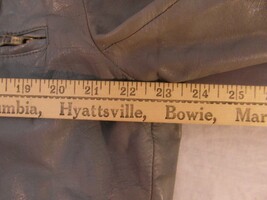 19 20 21 22 23 24 25
mbia, Hyattsville, Bowie, Mar